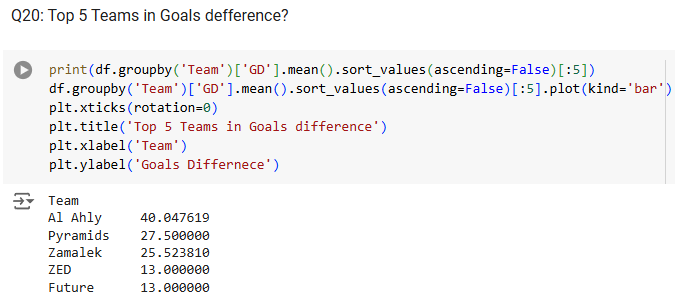 Q20: Top 5 Teams in Goals defference?
print(df.groupby('Team')['GD'].mean().sort_values(ascending=False)[:5])
df.groupby('Team')['GD'].mean().sort_values(ascending=False)[:5].plot(kind='bar')
plt.xticks(rotation=0)
plt.title('Top 5 Teams in Goals difference')
plt.xlabel('Team')
plt.ylabel('Goals Differnece')
Team
Al Ahly     40.047619
Pyramids    27.500000
Zamalek     25.523810
ZED         13.000000
Future      13.000000